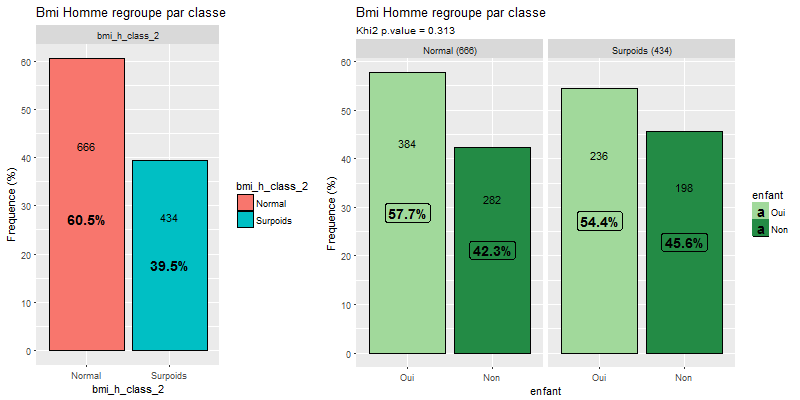 Bmi Homme regroupe par classe
bmi_h_class_2
Frequence (%)
60
50
40
30
20
10
0
666
60.5%
434
39.5%
Normal
Surpoids
bmi_h_class_2
bmi_h_class_2
Normal
Surpoids
Bmi Homme regroupe par classe
Khi2 p.value = 0.313
Normal (666)
Surpoids (434)
Frequence (%)
60
50
40
30
20
10
0
384
57.7%
282
42.3%
236
54.4%
198
45.6%
Oui
Non
Oui
Non
enfant
enfant
a Oui
a Non